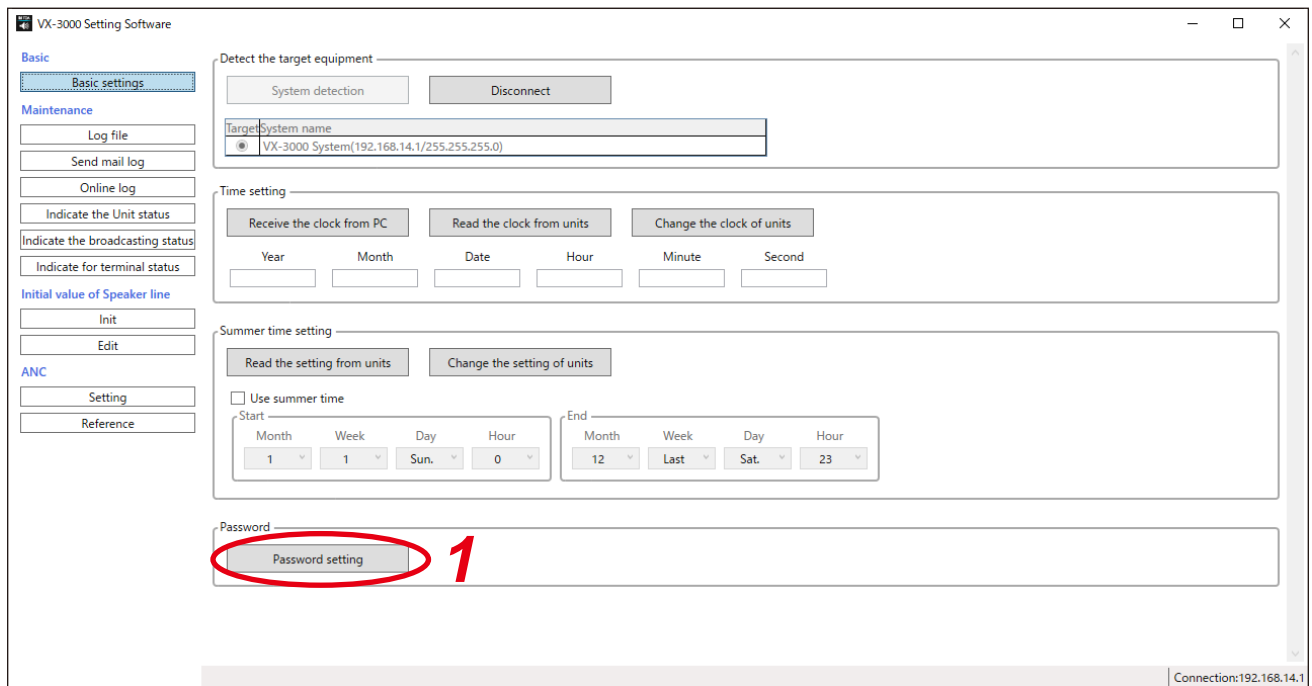 VX-3000 Setting Software
Basic
Basic settings
Maintenance
Log file
Send mail log
Online log
Indicate the Unit status
Indicate the broadcasting status
Indicate for terminal status
Initial value of Speaker line
Init
Edit
ANC
Setting
Reference
Detect the target equipment
System detection Disconnect
Target System name
VX-3000 System(192.168.14.1/255.255.255.0)
Time setting
Receive the clock from PC Read the clock from units Change the clock of units
Year Month Date Hour Minute Second
Summer time setting
Read the setting from units Change the setting of units
Use summer time
Start
Month Week Day Hour
1 1 Sun. 0
End
Month Week Day Hour
12 Last Sat. 23
Password
Password setting 1
Connection:192.168.14.1